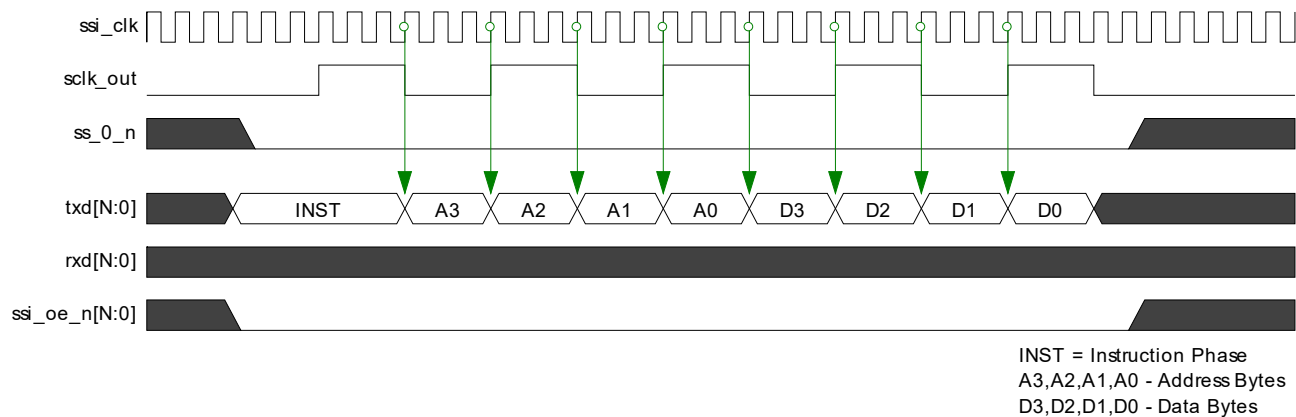 ssi_clk
sclk_out
ss_0_n
txd[N:0] INST A3 A2 A1 A0 D3 D2 D1 D0
rxd[N:0]
ssi_oe_n[N:0]
INST = Instruction Phase
A3,A2,A1,A0 - Address Bytes
D3,D2,D1,D0 - Data Bytes